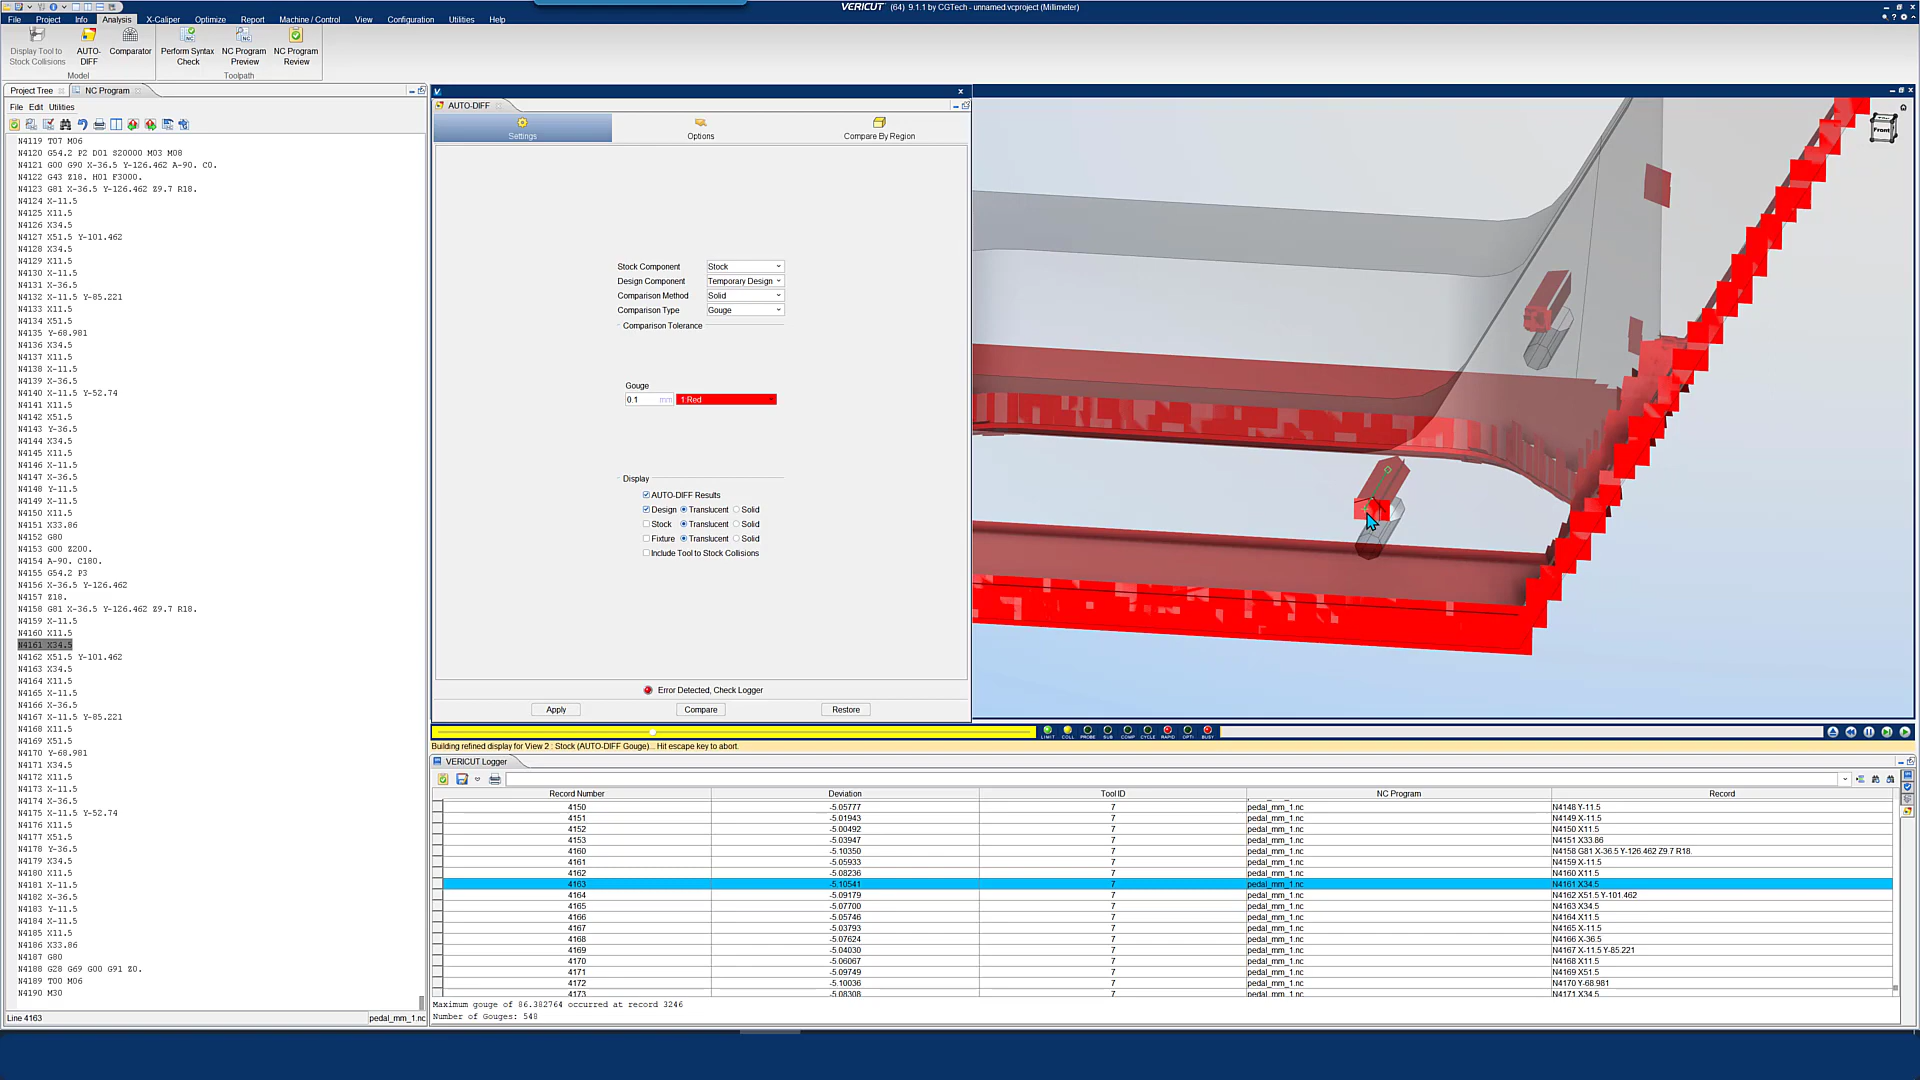 VERICUT (64) 9.1.1 by CGTech - unnamed.vcproject (Millimeter)
File Project Info Analysis X-Caliper Optimize Report Machine / Control View Configuration Utilities Help
Display Tool to Stock Collisions
AUTO-DIFF
Comparator
Perform Syntax Check
NC Program Preview
NC Program Review
Model
Toolpath
Project Tree
NC Program
File Edit Utilities
N4119 T07 M06
N4120 G54.2 P2 D01 S20000 M03 M08
N4121 G00 G90 X-36.5 Y-126.462 A-90. C0.
N4122 G43 Z18. H01 F3000.
N4123 G81 X-36.5 Y-126.462 Z9.7 R18.
N4124 X-11.5
N4125 X11.5
N4126 X34.5
N4127 X51.5 Y-101.462
N4128 X34.5
N4129 X11.5
N4130 X-11.5
N4131 X-36.5
N4132 X-11.5 Y-85.221
N4133 X11.5
N4134 X51.5
N4135 Y-68.981
N4136 X34.5
N4137 X11.5
N4138 X-11.5
N4139 X-36.5
N4140 X-11.5 Y-52.74
N4141 X11.5
N4142 X51.5
N4143 Y-36.5
N4144 X34.5
N4145 X11.5
N4146 X-11.5
N4147 X-36.5
N4148 Y-11.5
N4149 X-11.5
N4150 X11.5
N4151 X33.86
N4152 G80
N4153 G00 Z200.
N4154 A-90. C180.
N4155 G54.2 P3
N4156 X-36.5 Y-126.462
N4157 Z18.
N4158 G81 X-36.5 Y-126.462 Z9.7 R18.
N4159 X-11.5
N4160 X11.5
N4161 X34.5
N4162 X51.5 Y-101.462
N4163 X34.5
N4164 X11.5
N4165 X-11.5
N4166 X-36.5
N4167 X-11.5 Y-85.221
N4168 X11.5
N4169 X51.5
N4170 Y-68.981
N4171 X34.5
N4172 X11.5
N4173 X-11.5
N4174 X-36.5
N4175 X-11.5 Y-52.74
N4176 X11.5
N4177 X51.5
N4178 Y-36.5
N4179 X34.5
N4180 X11.5
N4181 X-11.5
N4182 X-36.5
N4183 Y-11.5
N4184 X-11.5
N4185 X11.5
N4186 X33.86
N4187 G80
N4188 G28 G69 G00 G91 Z0.
N4189 T00 M06
N4190 M30
Line 4163
pedal_mm_1.nc
AUTO-DIFF
Settings
Options
Compare By Region
Stock Component Stock
Design Component Temporary Design
Comparison Method Solid
Comparison Type Gouge
Comparison Tolerance
Gouge
0.1 mm 1 Red
Display
AUTO-DIFF Results
Design Translucent Solid
Stock Translucent Solid
Fixture Translucent Solid
Include Tool to Stock Collisions
Error Detected, Check Logger
Apply Compare Restore
Front
LIMIT COLL PROBE SUB COMP CYCLE RAPID OPTI BUSY
Building refined display for View 2 : Stock (AUTO-DIFF Gouge)... Hit escape key to abort.
VERICUT Logger
Record Number Deviation Tool ID NC Program Record
4150 -5.05777 7 pedal_mm_1.nc N4148 Y-11.5
4151 -5.01943 7 pedal_mm_1.nc N4149 X-11.5
4152 -5.00492 7 pedal_mm_1.nc N4150 X11.5
4153 -5.03947 7 pedal_mm_1.nc N4151 X33.86
4160 -5.10350 7 pedal_mm_1.nc N4158 G81 X-36.5 Y-126.462 Z9.7 R18.
4161 -5.05933 7 pedal_mm_1.nc N4159 X-11.5
4162 -5.08236 7 pedal_mm_1.nc N4160 X11.5
4163 -5.10541 7 pedal_mm_1.nc N4161 X34.5
4164 -5.09179 7 pedal_mm_1.nc N4162 X51.5 Y-101.462
4165 -5.07700 7 pedal_mm_1.nc N4163 X34.5
4166 -5.05746 7 pedal_mm_1.nc N4164 X11.5
4167 -5.03793 7 pedal_mm_1.nc N4165 X-11.5
4168 -5.07624 7 pedal_mm_1.nc N4166 X-36.5
4169 -5.04030 7 pedal_mm_1.nc N4167 X-11.5 Y-85.221
4170 -5.06067 7 pedal_mm_1.nc N4168 X11.5
4171 -5.09749 7 pedal_mm_1.nc N4169 X51.5
4172 -5.10036 7 pedal_mm_1.nc N4170 Y-68.981
4173 -5.08308 7 pedal_mm_1.nc N4171 X34.5
Maximum gouge of 86.382764 occurred at record 3246
Number of Gouges: 548